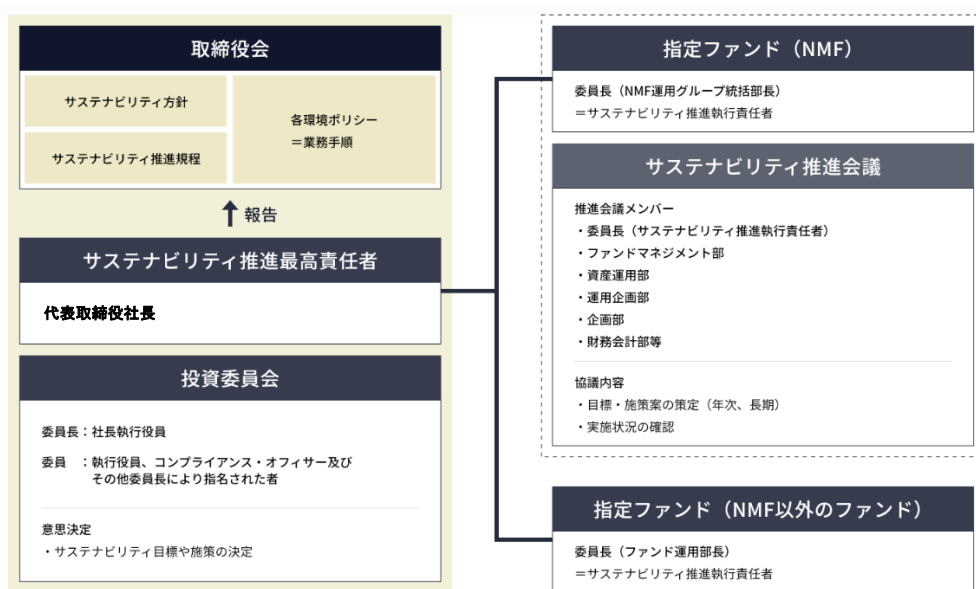 取締役会
サステナビリティ方針
サステナビリティ推進規程
各環境ポリシー
＝業務手順
報告
サステナビリティ推進最高責任者
代表取締役社長
投資委員会
委員長：社長執行役員
委員　：執行役員、コンプライアンス・オフィサー及び
その他委員長により指名された者
意思決定
・サステナビリティ目標や施策の決定
指定ファンド（NMF）
委員長（NMF運用グループ統括部長）
＝サステナビリティ推進執行責任者
サステナビリティ推進会議
推進会議メンバー
・委員長（サステナビリティ推進執行責任者）
・ファンドマネジメント部
・資産運用部
・運用企画部
・企画部
・財務会計部等
協議内容
・目標・施策案の策定（年次、長期）
・実施状況の確認
指定ファンド（NMF以外のファンド）
委員長（ファンド運用部長）
＝サステナビリティ推進執行責任者